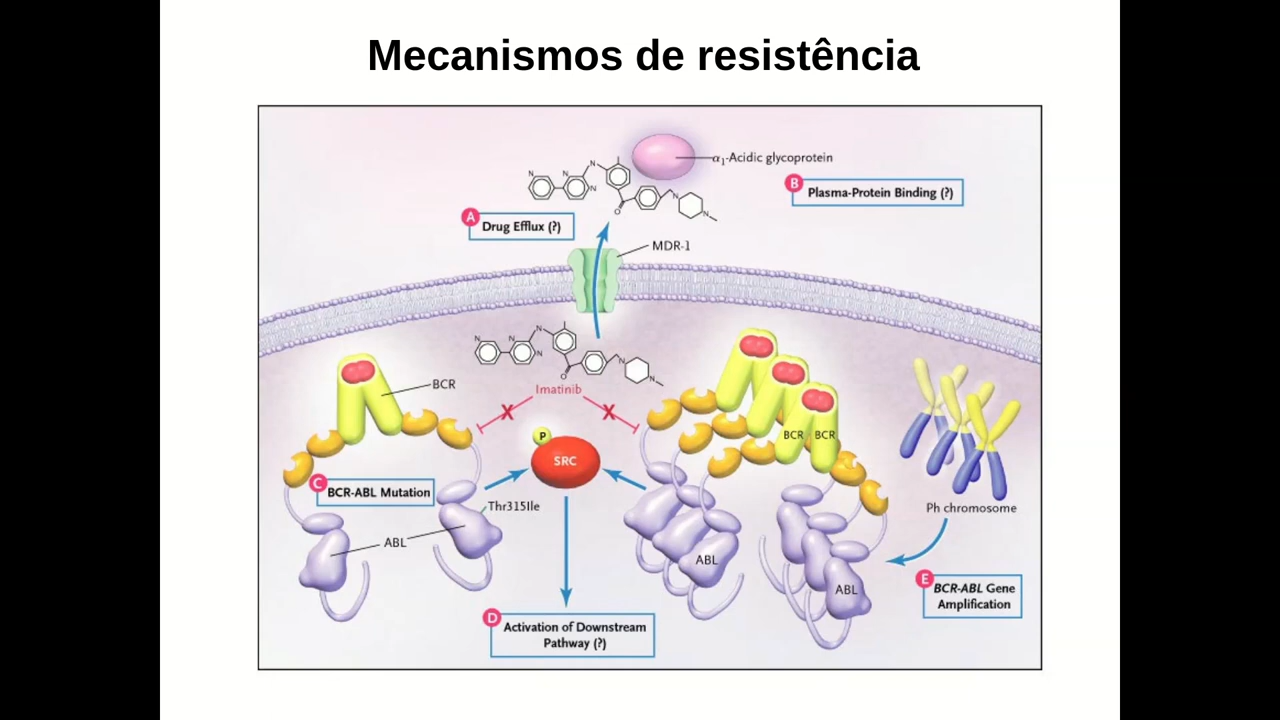 Mecanismos de resistência
α1-Acidic glycoprotein
B
Plasma-Protein Binding (?)
A
Drug Efflux (?)
MDR-1
N
N
N
N
O
N
N
N
N
N
N
O
N
N
Imatinib
X
X
BCR
P
SRC
BCR
BCR
C
BCR-ABL Mutation
Thr315Ile
ABL
ABL
ABL
Ph chromosome
E
BCR-ABL Gene
Amplification
D
Activation of Downstream
Pathway (?)